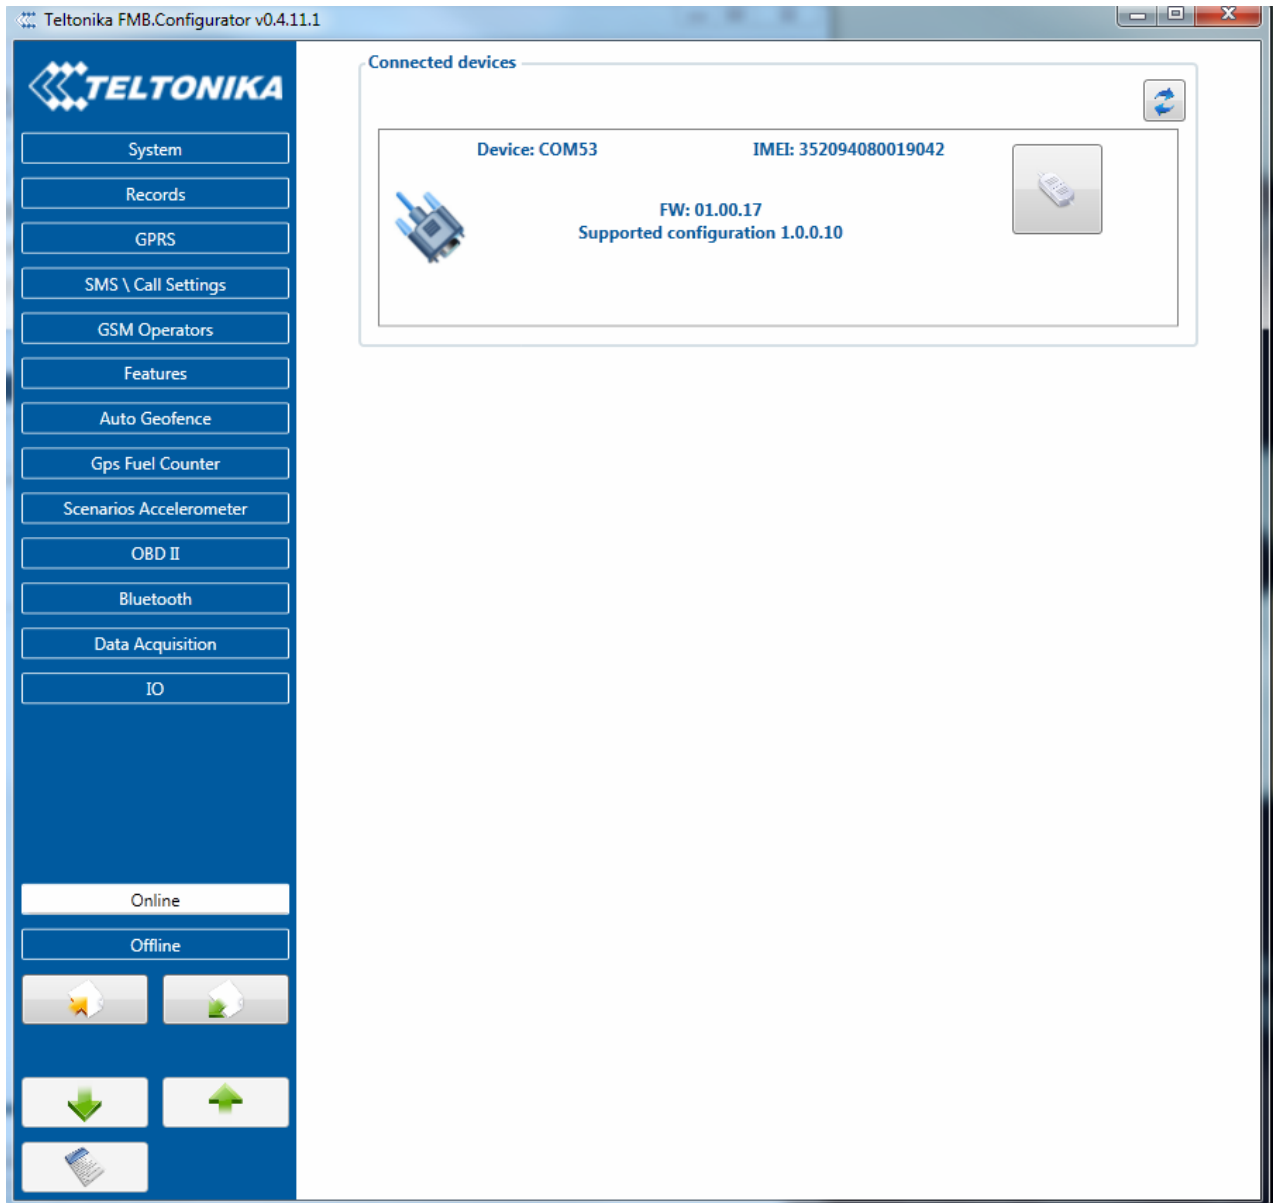 Teltonika FMB.Configurator v0.4.11.1
TELTONIKA
System
Records
GPRS
SMS \ Call Settings
GSM Operators
Features
Auto Geofence
Gps Fuel Counter
Scenarios Accelerometer
OBD II
Bluetooth
Data Acquisition
IO
Online
Offline
Connected devices
Device: COM53 IMEI: 352094080019042
FW: 01.00.17
Supported configuration 1.0.0.10